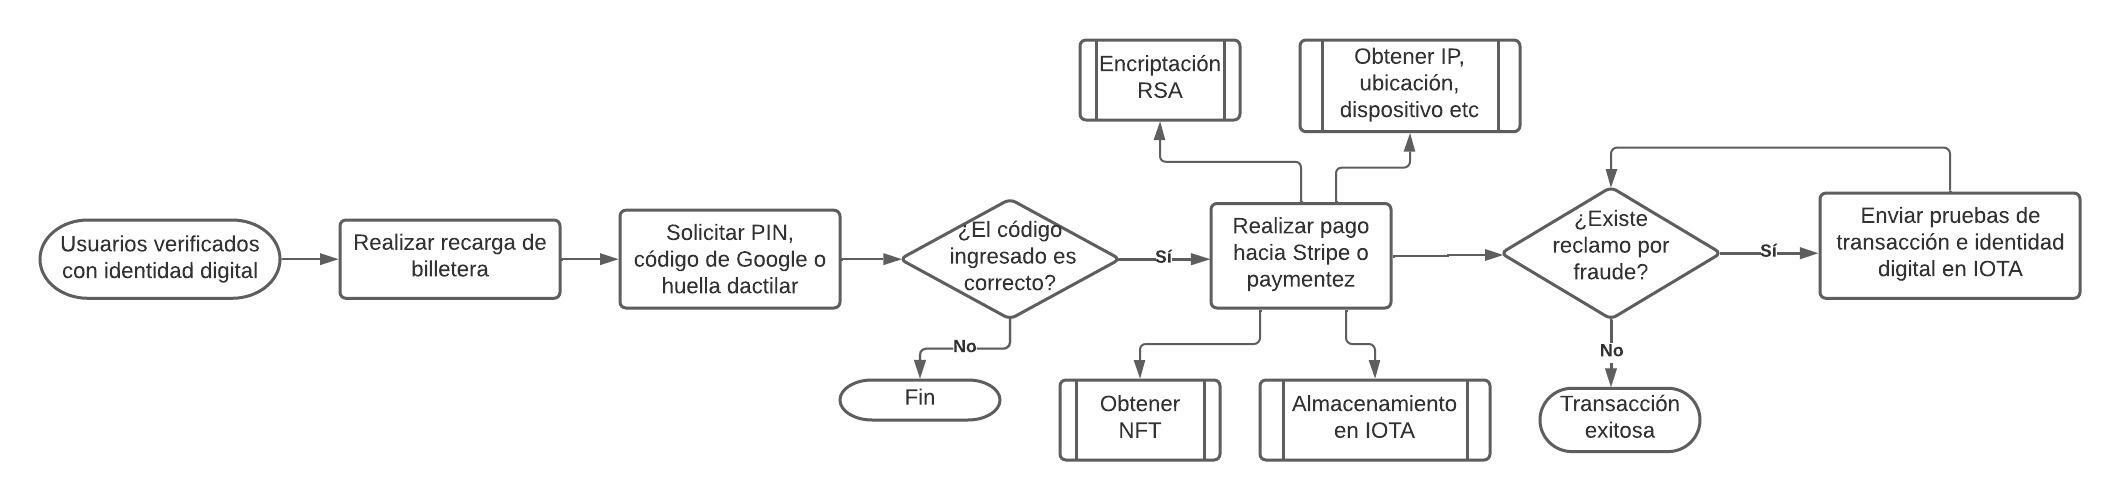 Usuarios verificados
con identidad digital
Realizar recarga de
billetera
Solicitar PIN,
código de Google o
huella dactilar
¿El código
ingresado es
correcto?
No
Fin
Sí
Realizar pago
hacia Stripe o
paymentez
Encriptación
RSA
Obtener IP,
ubicación,
dispositivo etc
Obtener
NFT
Almacenamiento
en IOTA
¿Existe
reclamo por
fraude?
No
Transacción
exitosa
Sí
Enviar pruebas de
transacción e identidad
digital en IOTA